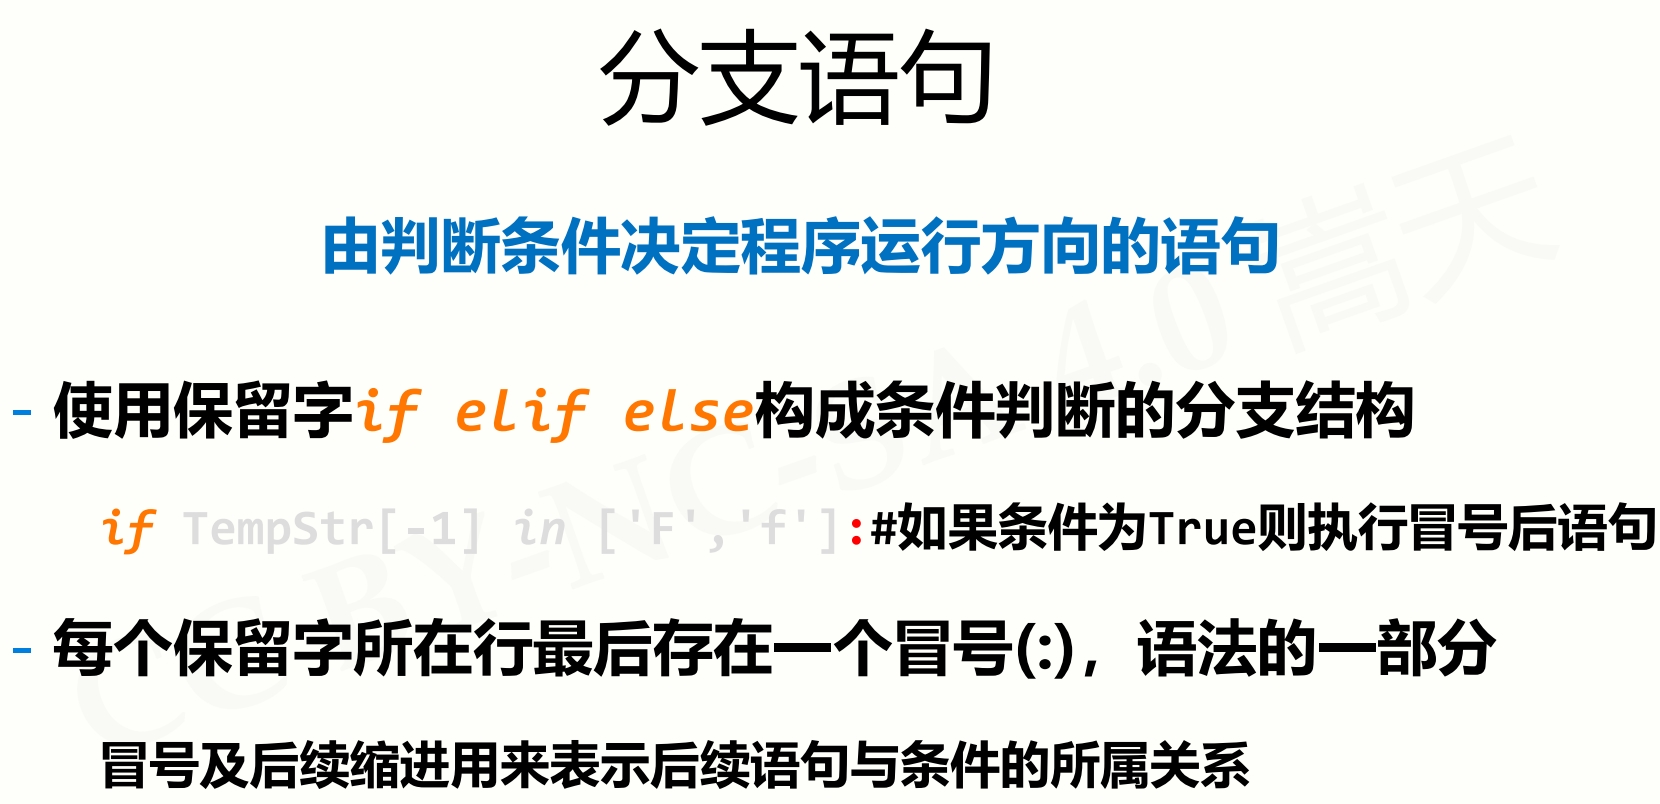 分支语句
由判断条件决定程序运行方向的语句
- 使用保留字if elif else构成条件判断的分支结构
if TempStr[-1] in ['F','f']:#如果条件为True则执行冒号后语句
- 每个保留字所在行最后存在一个冒号(:)，语法的一部分
冒号及后续缩进用来表示后续语句与条件的所属关系
CC BY-NC-SA 4.0 嵩天